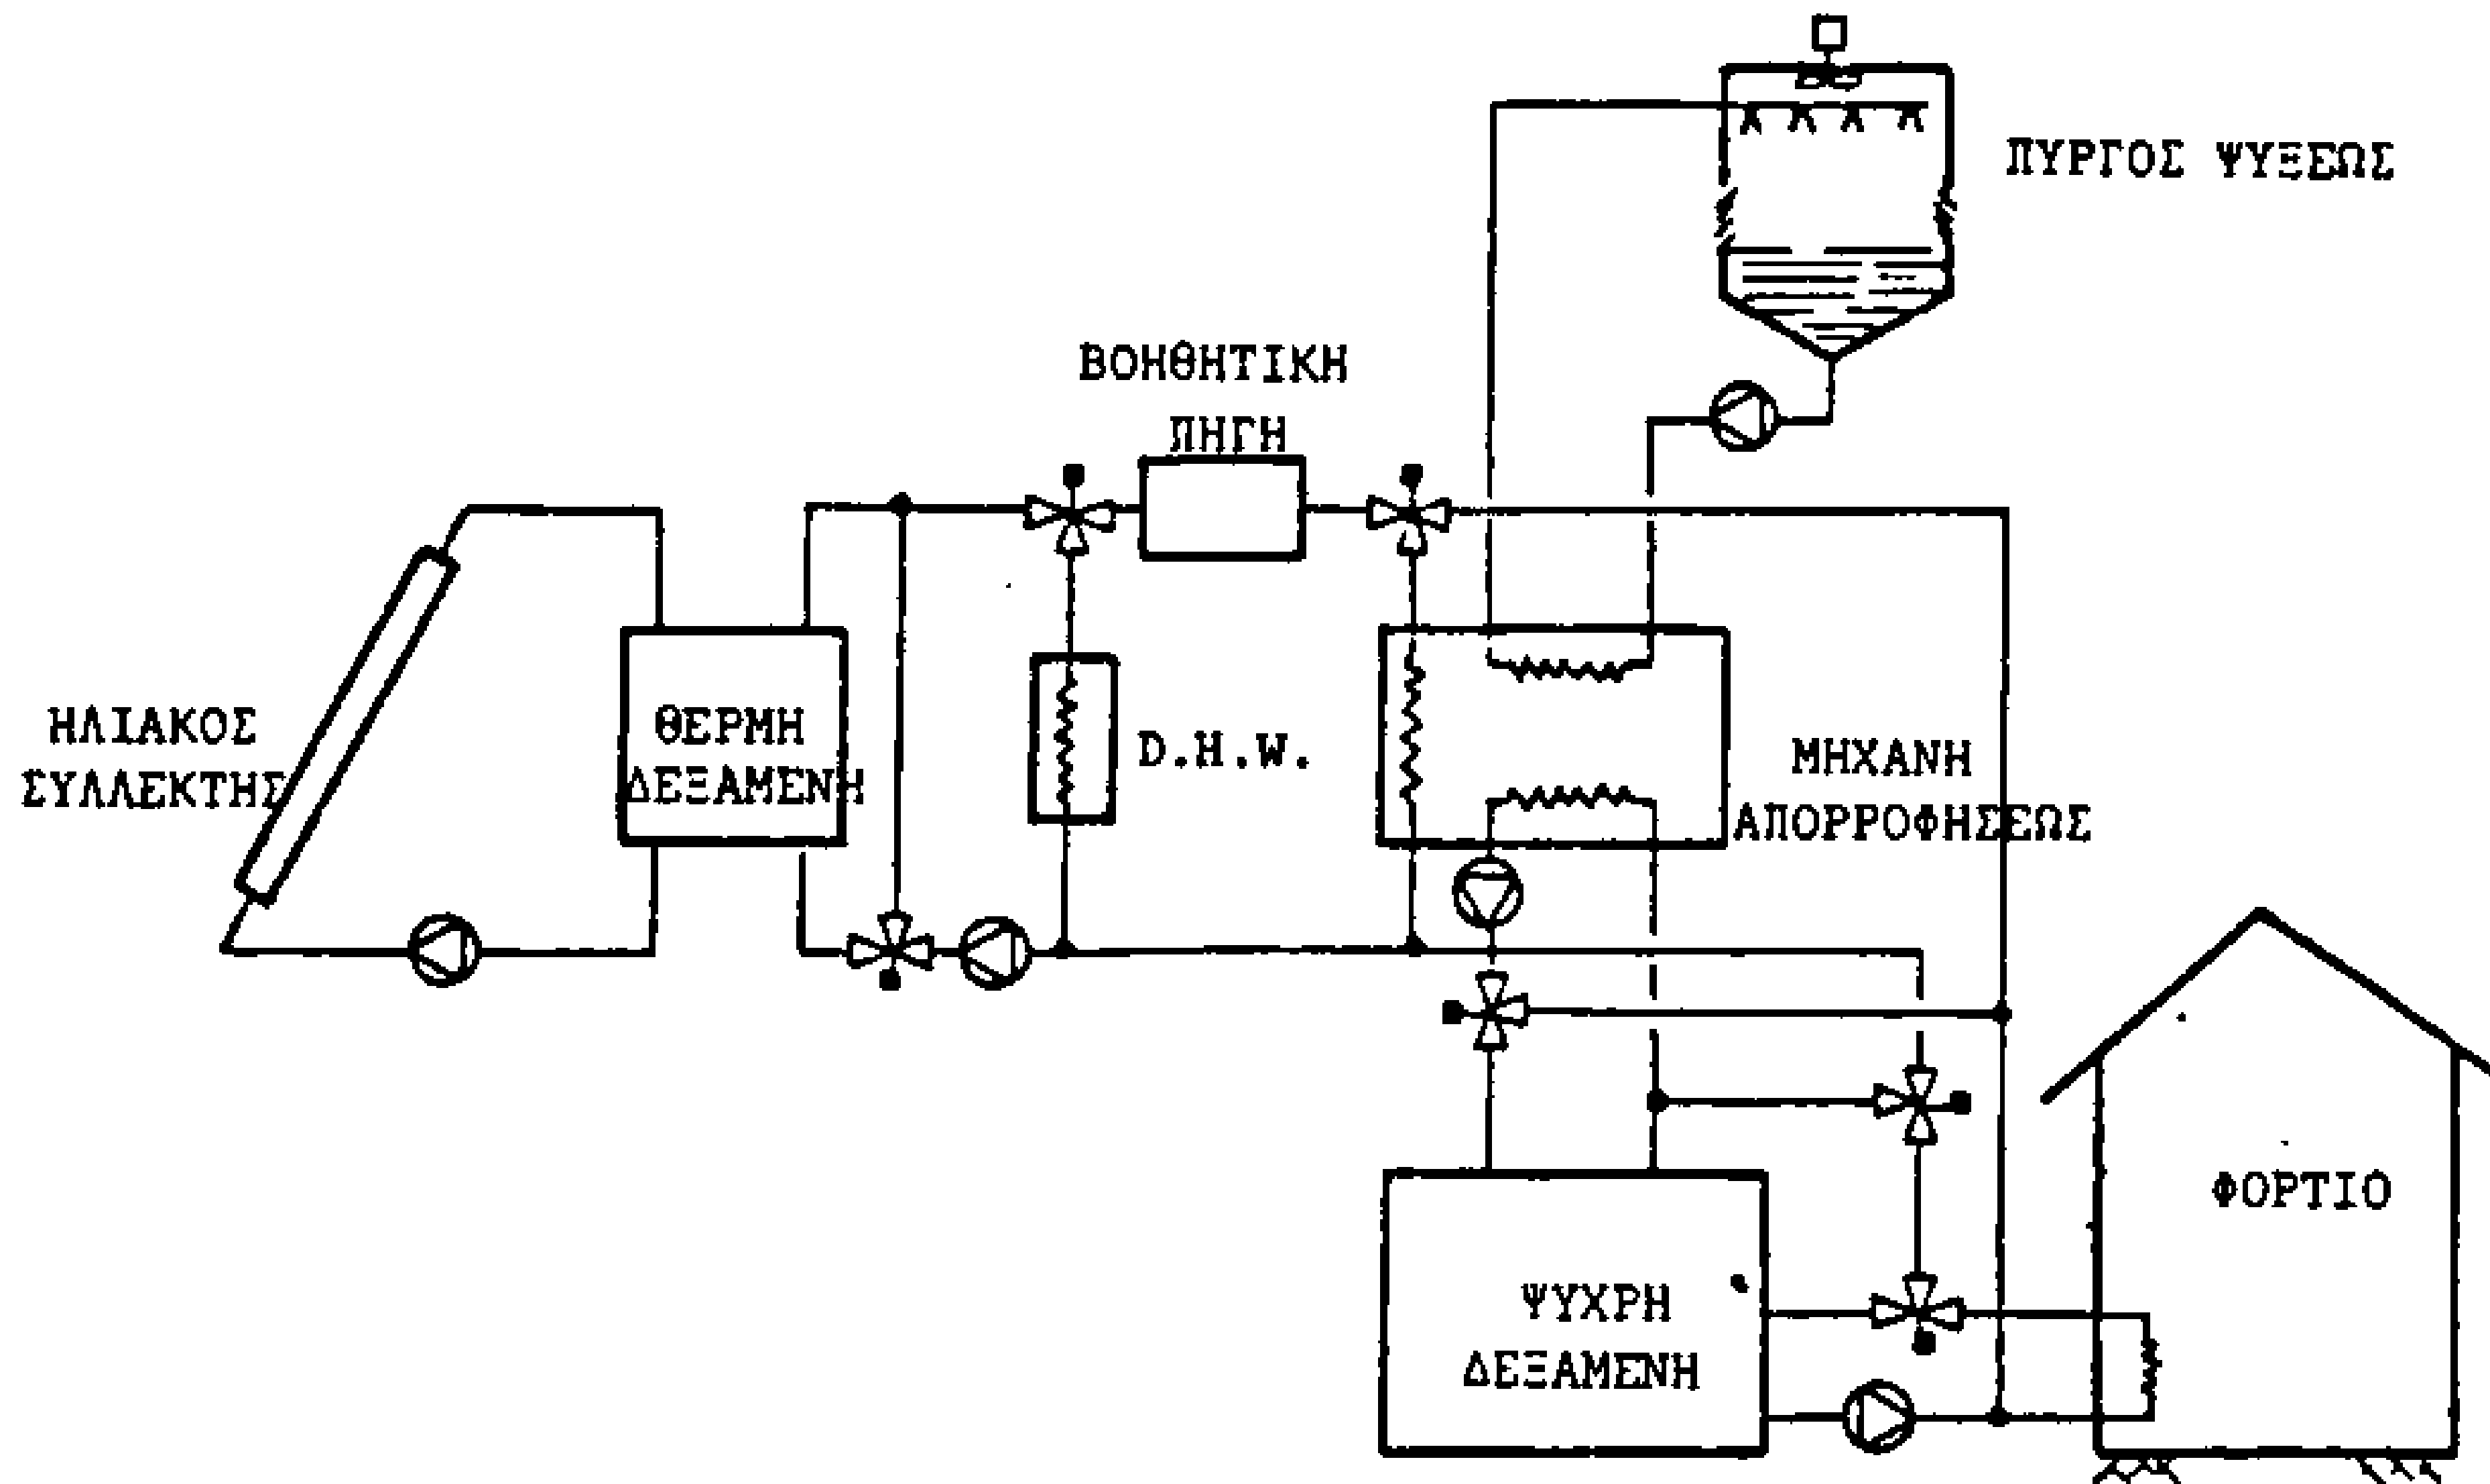 ΠΥΡΓΟΣ ΨΥΞΕΩΣ
ΒΟΗΘΗΤΙΚΗ
ΠΗΓΗ
ΗΛΙΑΚΟΣ
ΣΥΛΛΕΚΤΗΣ
ΘΕΡΜΗ
ΔΕΞΑΜΕΝΗ
D.H.W.
ΜΗΧΑΝΗ
ΑΠΟΡΡΟΦΗΣΕΩΣ
ΦΟΡΤΙΟ
ΨΥΧΡΗ
ΔΕΞΑΜΕΝΗ